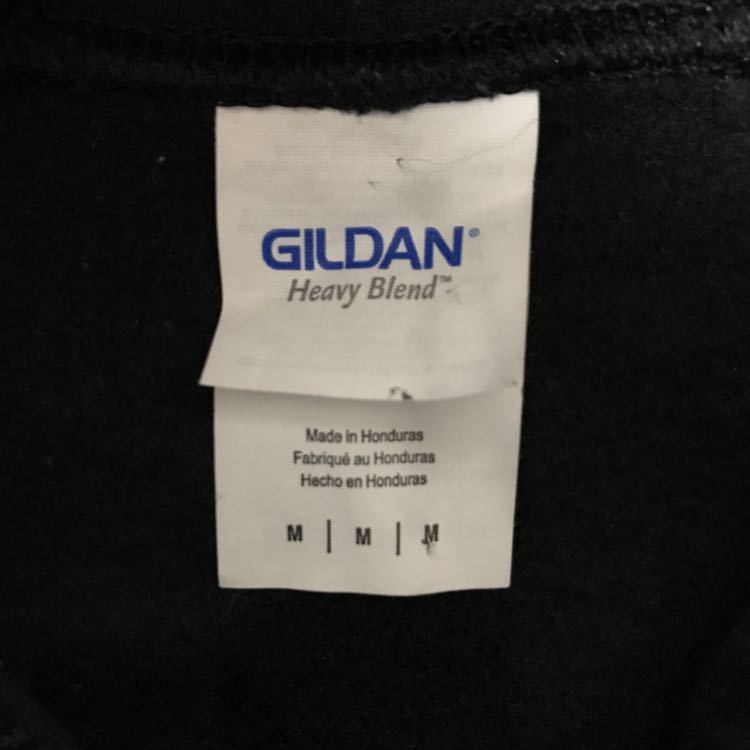 GILDAN®
Heavy Blend™
Made in Honduras
Fabriqué au Honduras
Hecho en Honduras
M | M | M